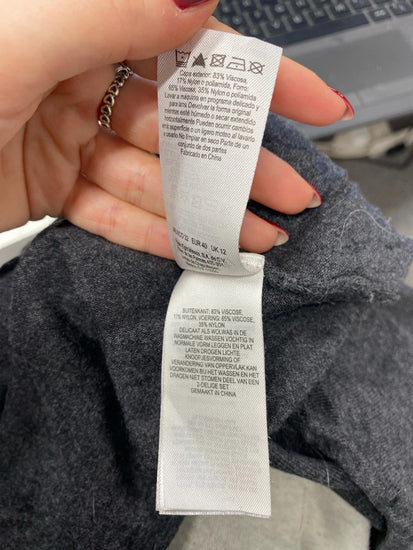 Capa exterior: 83% Viscosa,
17% Nylon o poliamida, Forro:
65% Viscosa, 35% Nylon o poliamida
Lavar a máquina en programa delicado y
para lana Devolver la forma original
mientras esté húmedo o secar extendido
horizontalmente Pueden ocurrir cambios
en la superficie o un ligero moteo al lavarlo
No limpiar en seco Parte de un
conjunto de dos partes
Fabricado en China
EUR 40 UK 12
BUITENKANT: 83% VISCOSE,
17% NYLON, VOERING: 65% VISCOSE,
35% NYLON
DELICAAT ALS WOLWAS IN DE
WASMACHINE WASSEN VOCHTIG IN
NORMALE VORM LEGGEN EN PLAT
LATEN DROGEN LICHTE
KNOOPJESVORMING OF
VERANDERING VAN OPPERVLAK KAN
VOORKOMEN BIJ WASSEN EN HET
DRAGEN NIET STOMEN DEEL VAN EEN
2-DELIGE SET
GEMAAKT IN CHINA